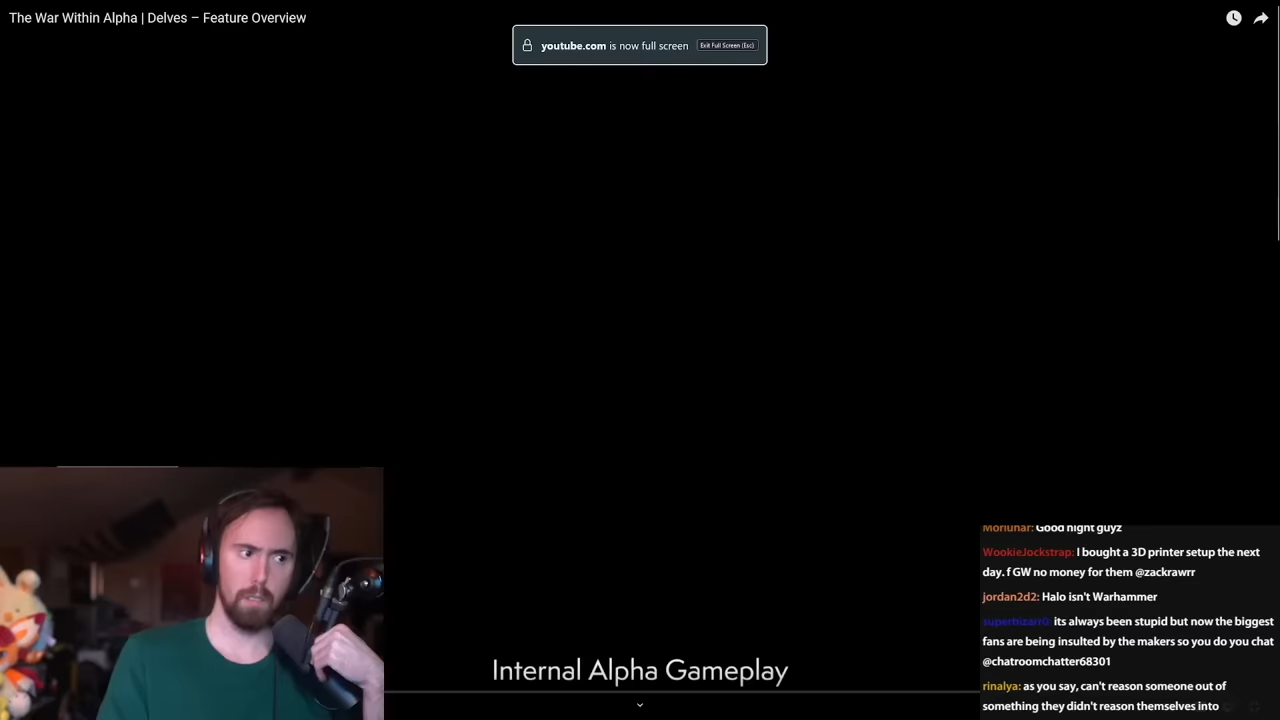 The War Within Alpha | Delves – Feature Overview
youtube.com is now full screen
Exit Full Screen (Esc)
Internal Alpha Gameplay
Morlunar: Good night guyz
WookieJockstrap: I bought a 3D printer setup the next
day. f GW no money for them @zackrawrr
jordan2d2: Halo isn't Warhammer
its always been stupid but now the biggest
fans are being insulted by the makers so you do you chat
@chatroomchatter68301
rinalya: as you say, can't reason someone out of
something they didn't reason themselves into